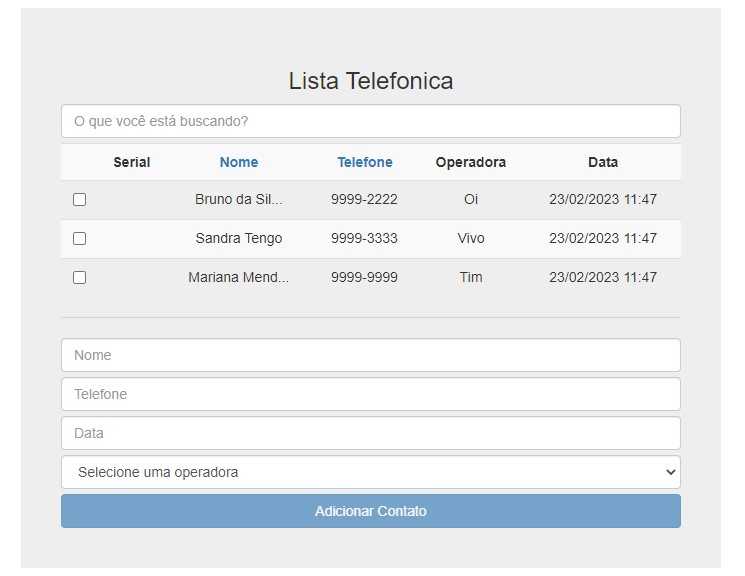 Lista Telefonica
O que você está buscando?
Serial Nome Telefone Operadora Data
Bruno da Sil... 9999-2222 Oi 23/02/2023 11:47
Sandra Tengo 9999-3333 Vivo 23/02/2023 11:47
Mariana Mend... 9999-9999 Tim 23/02/2023 11:47
Nome
Telefone
Data
Selecione uma operadora
Adicionar Contato